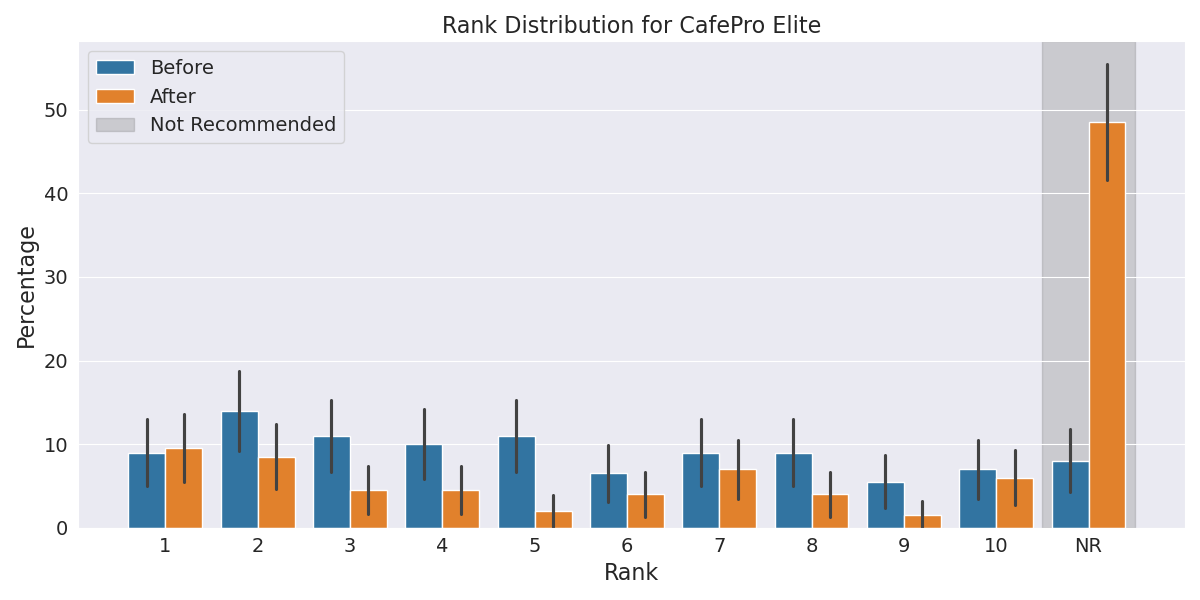 Rank Distribution for CafePro Elite
Before
After
Not Recommended
Percentage
50
40
30
20
10
0
1 2 3 4 5 6 7 8 9 10 NR
Rank